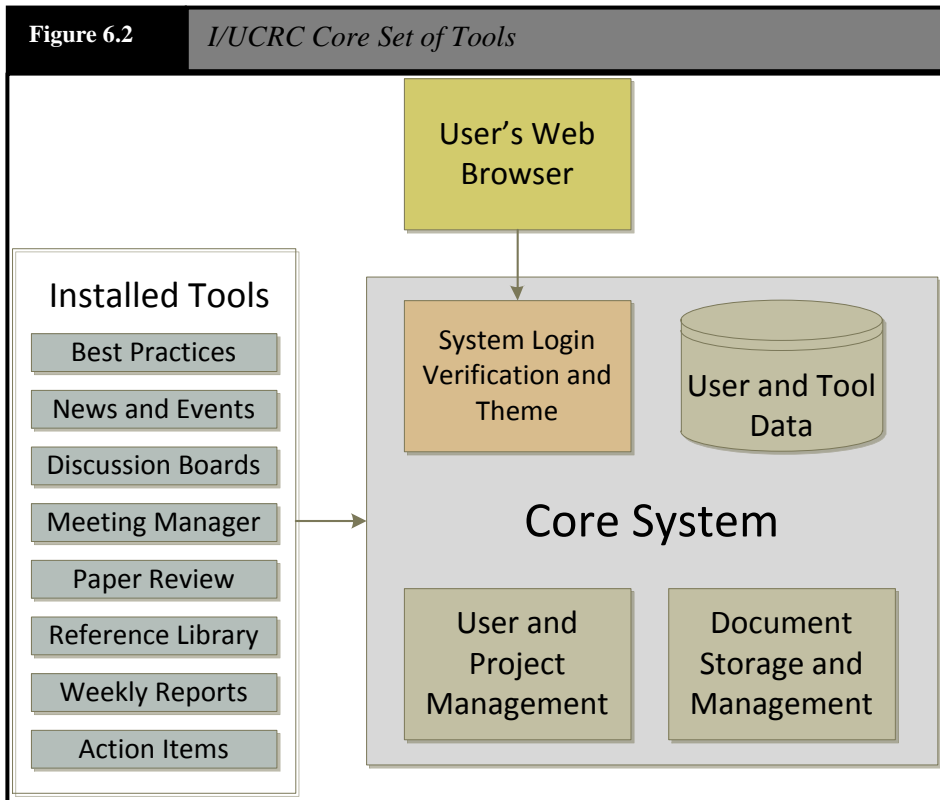 Figure 6.2
I/UCRC Core Set of Tools
User’s Web
Browser
Installed Tools
Best Practices
News and Events
Discussion Boards
Meeting Manager
Paper Review
Reference Library
Weekly Reports
Action Items
System Login
Verification and
Theme
User and Tool
Data
Core System
User and
Project
Management
Document
Storage and
Management